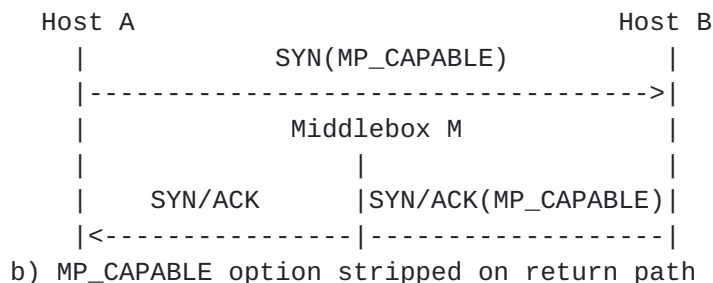 Host A                                     Host B
  |            SYN(MP_CAPABLE)          |
  |------------------------------------>|
  |             Middlebox M             |
  |                 |                   |
  |    SYN/ACK      |SYN/ACK(MP_CAPABLE)|
  |<----------------|-------------------|
b) MP_CAPABLE option stripped on return path